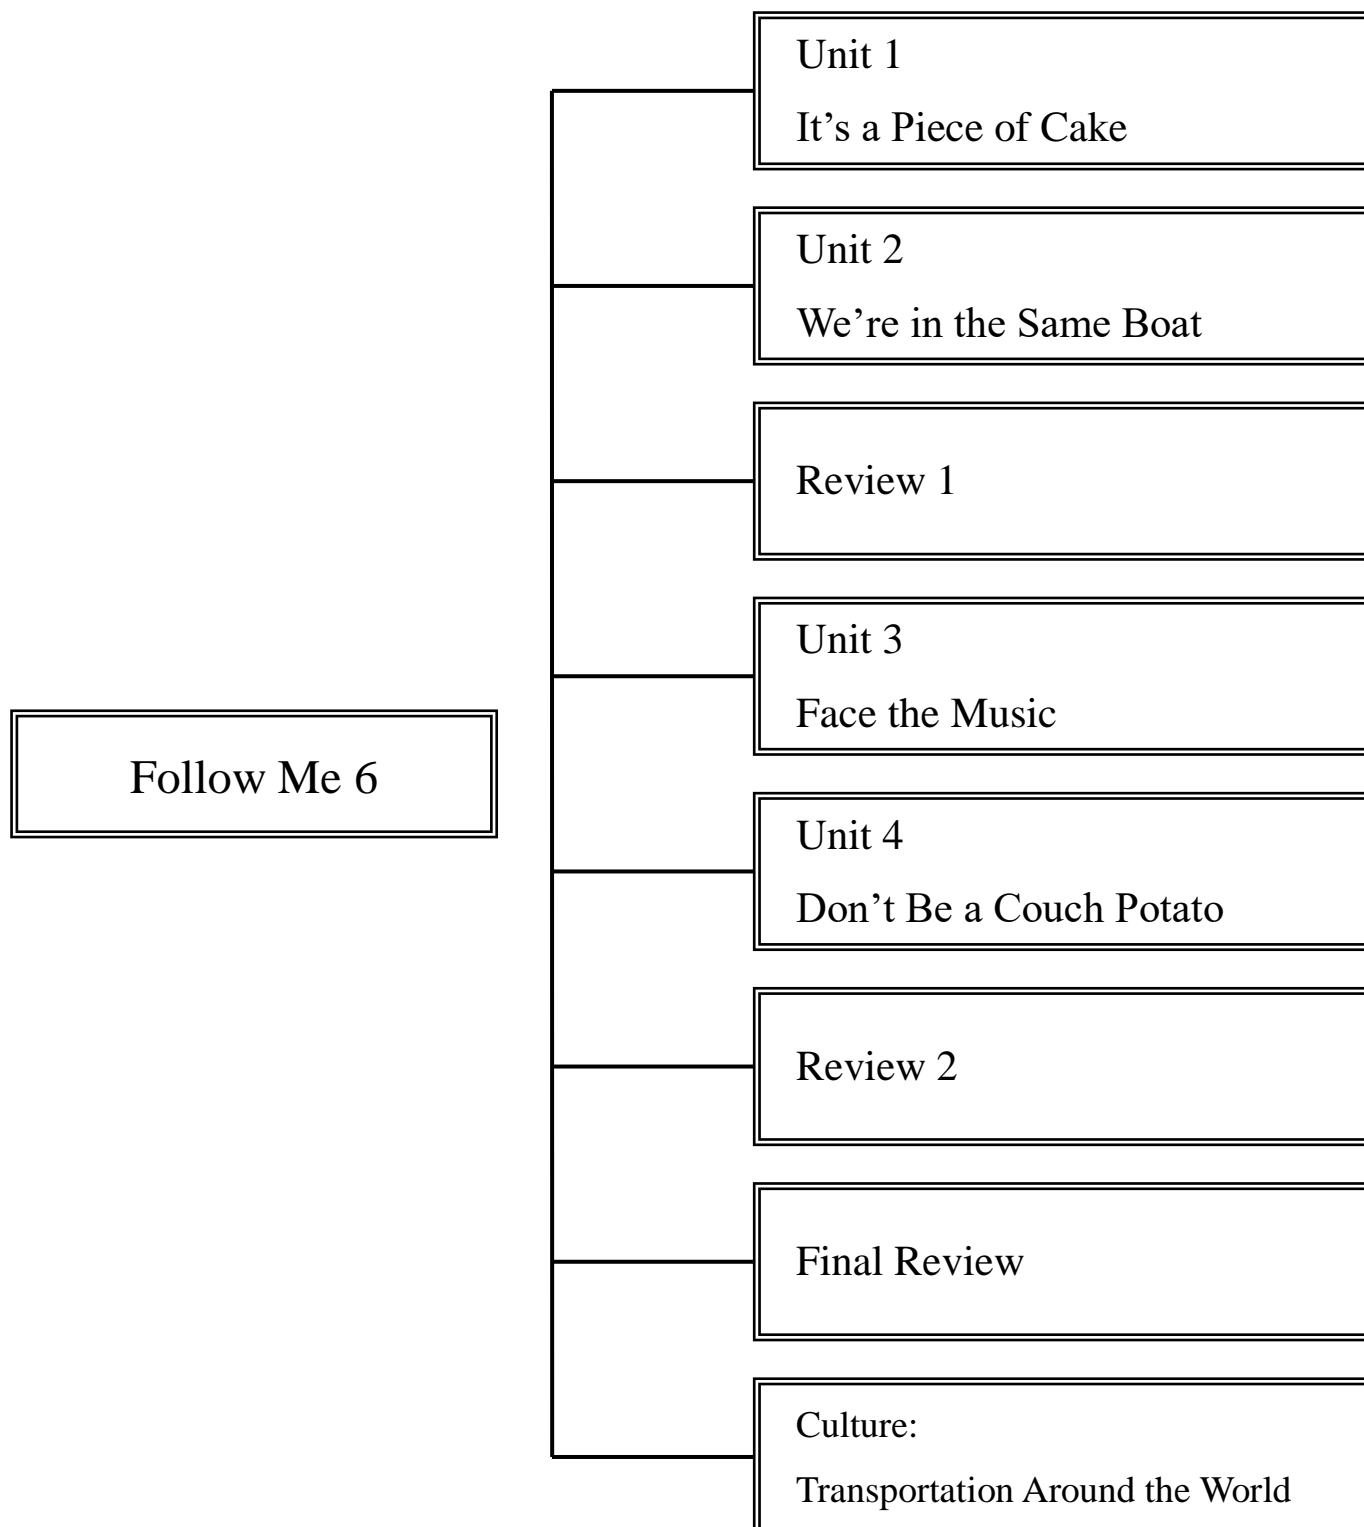 Follow Me 6
Unit 1
It’s a Piece of Cake
Unit 2
We’re in the Same Boat
Review 1
Unit 3
Face the Music
Unit 4
Don’t Be a Couch Potato
Review 2
Final Review
Culture:
Transportation Around the World